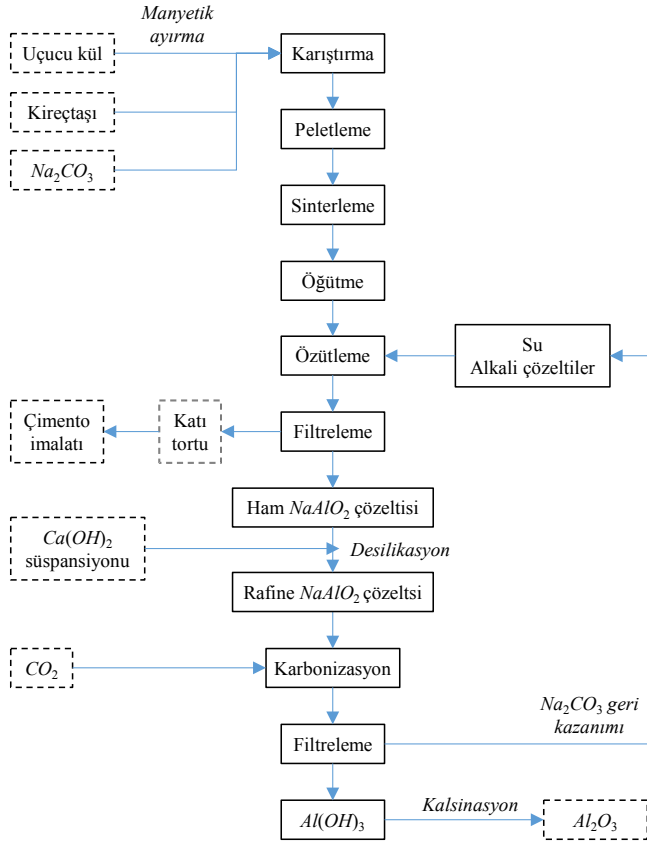 Manyetik
ayırma
Uçucu kül
Karıştırma
Kireçtaşı
Peletleme
Na₂CO₃
Sinterleme
Öğütme
Özütleme
Su
Alkali çözeltiler
Çimento
imalatı
Katı
tortu
Filtreleme
Ham NaAlO₂ çözeltisi
Ca(OH)₂
süspansiyonu
Desilikasyon
Rafine NaAlO₂ çözeltsi
CO₂
Karbonizasyon
Na₂CO₃ geri
kazanımı
Filtreleme
Al(OH)₃
Kalsinasyon
Al₂O₃